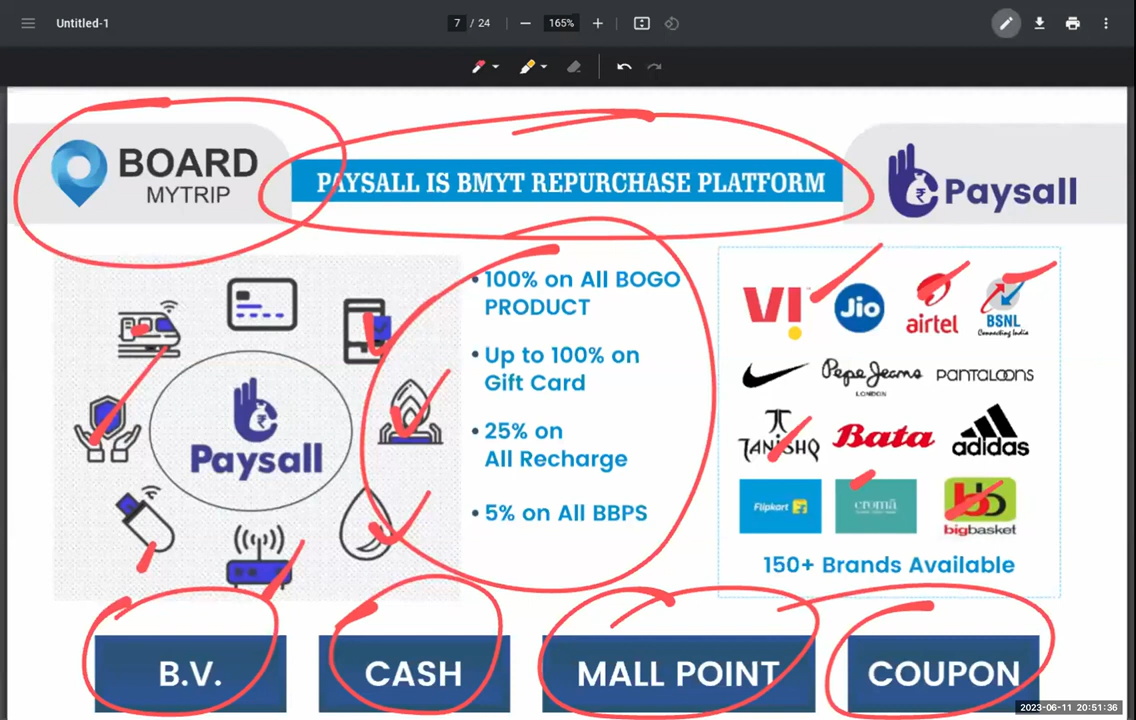 Untitled-1
7 / 24
165%
BOARD
MYTRIP
PAYSALL IS BMYT REPURCHASE PLATFORM
Paysall
Paysall
• 100% on All BOGO
PRODUCT
• Up to 100% on
Gift Card
• 25% on
All Recharge
• 5% on All BBPS
VI
Jio
airtel
BSNL
Connecting India
Pepe Jeans
LONDON
PANTALOONS
TANISHQ
Bata
adidas
Flipkart
cromā
bb
bigbasket
150+ Brands Available
B.V.
CASH
MALL POINT
COUPON
2023-06-11 20:51:36